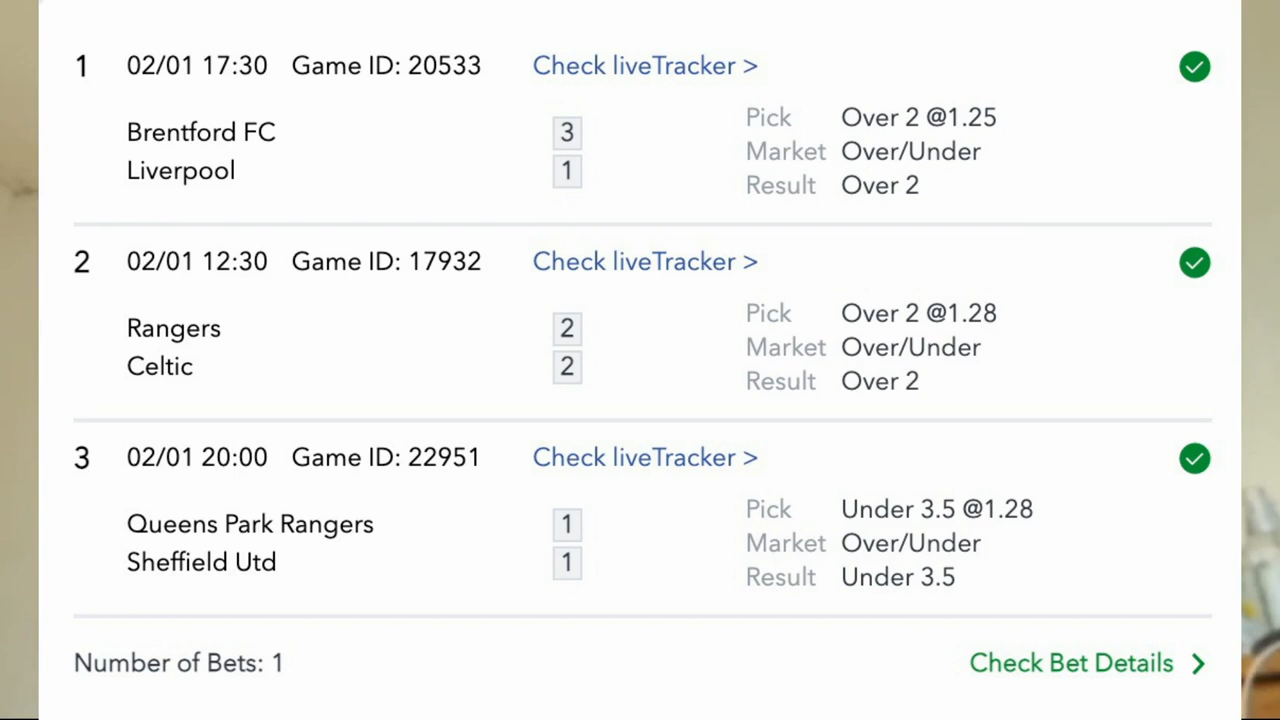 1 02/01 17:30 Game ID: 20533 Check liveTracker >
Brentford FC 3
Liverpool 1
Pick Over 2 @1.25
Market Over/Under
Result Over 2
2 02/01 12:30 Game ID: 17932 Check liveTracker >
Rangers 2
Celtic 2
Pick Over 2 @1.28
Market Over/Under
Result Over 2
3 02/01 20:00 Game ID: 22951 Check liveTracker >
Queens Park Rangers 1
Sheffield Utd 1
Pick Under 3.5 @1.28
Market Over/Under
Result Under 3.5
Number of Bets: 1 Check Bet Details >